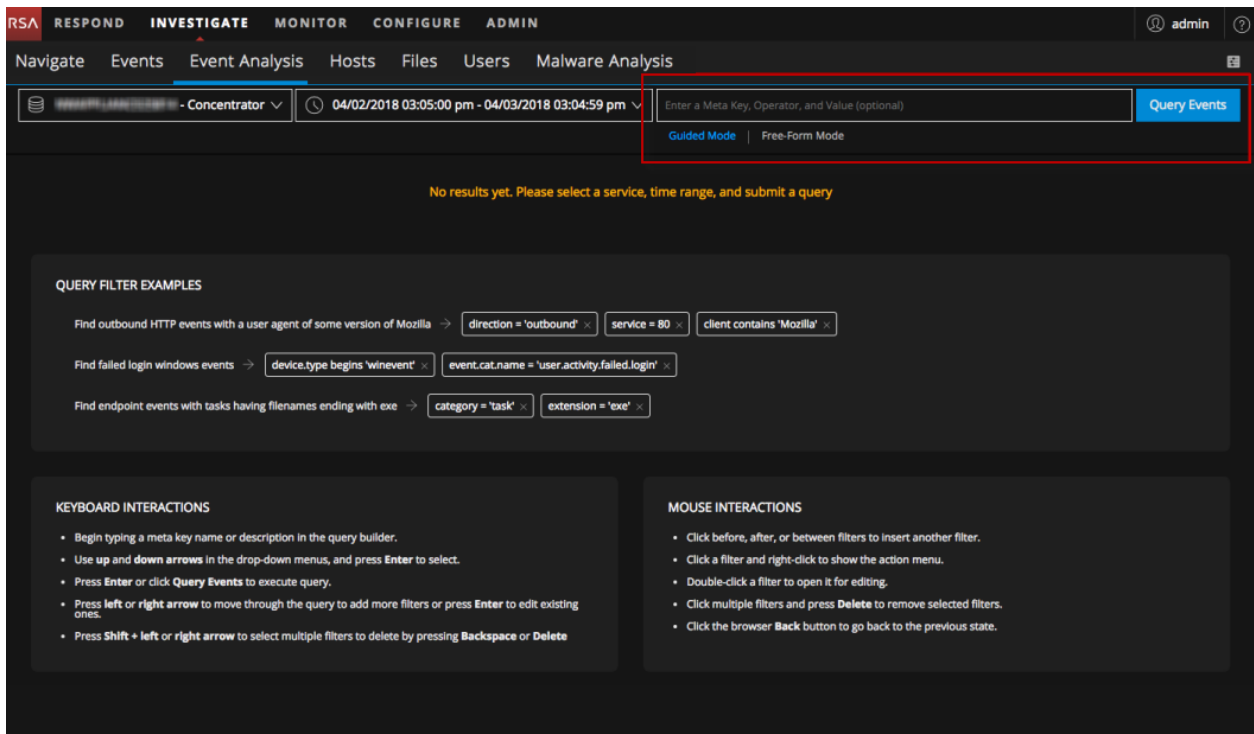 RSA RESPOND INVESTIGATE MONITOR CONFIGURE ADMIN admin ?
Navigate Events Event Analysis Hosts Files Users Malware Analysis
- Concentrator 04/02/2018 03:05:00 pm - 04/03/2018 03:04:59 pm Enter a Meta Key, Operator, and Value (optional) Query Events
Guided Mode | Free-Form Mode
No results yet. Please select a service, time range, and submit a query
QUERY FILTER EXAMPLES
Find outbound HTTP events with a user agent of some version of Mozilla → direction = 'outbound' × service = 80 × client contains 'Mozilla' ×
Find failed login windows events → device.type begins 'winevent' × event.cat.name = 'user.activity.failed.login' ×
Find endpoint events with tasks having filenames ending with exe → category = 'task' × extension = 'exe' ×
KEYBOARD INTERACTIONS
• Begin typing a meta key name or description in the query builder.
• Use up and down arrows in the drop-down menus, and press Enter to select.
• Press Enter or click Query Events to execute query.
• Press left or right arrow to move through the query to add more filters or press Enter to edit existing
ones.
• Press Shift + left or right arrow to select multiple filters to delete by pressing Backspace or Delete
MOUSE INTERACTIONS
• Click before, after, or between filters to insert another filter.
• Click a filter and right-click to show the action menu.
• Double-click a filter to open it for editing.
• Click multiple filters and press Delete to remove selected filters.
• Click the browser Back button to go back to the previous state.